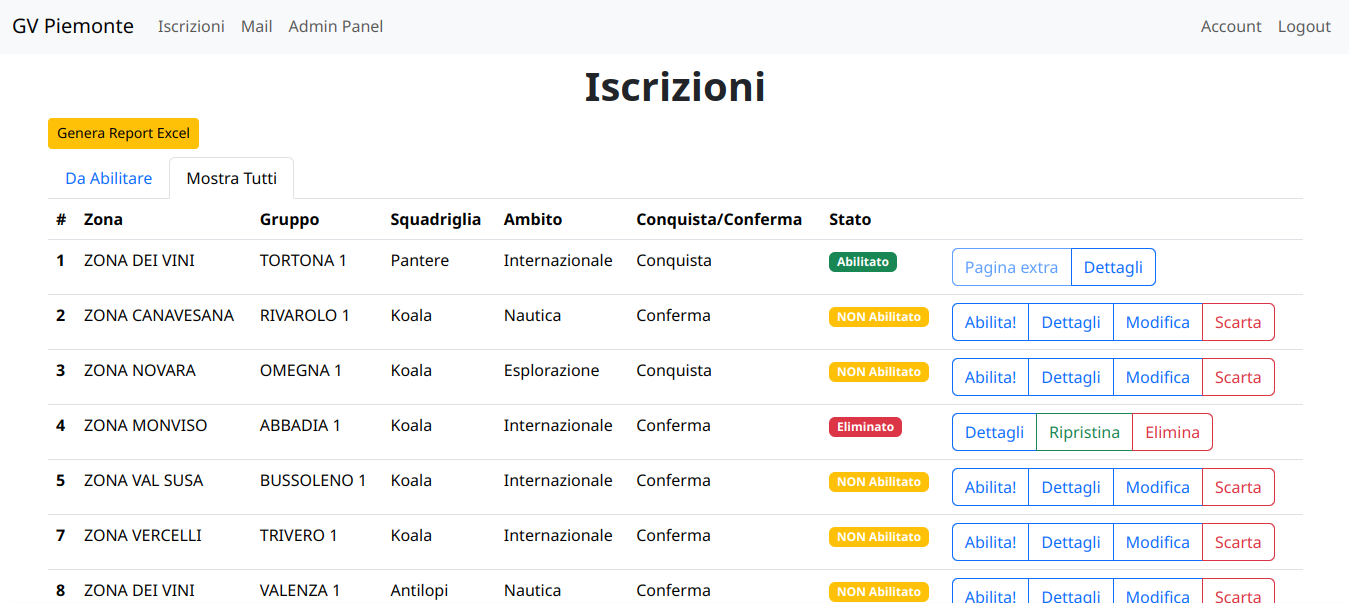 GV Piemonte Iscrizioni Mail Admin Panel Account Logout
Iscrizioni
Genera Report Excel
Da Abilitare Mostra Tutti
# Zona Gruppo Squadriglia Ambito Conquista/Conferma Stato
1 ZONA DEI VINI TORTONA 1 Pantere Internazionale Conquista Abilitato Pagina extra Dettagli
2 ZONA CANAVESANA RIVAROLO 1 Koala Nautica Conferma NON Abilitato Abilita! Dettagli Modifica Scarta
3 ZONA NOVARA OMEGNA 1 Koala Esplorazione Conquista NON Abilitato Abilita! Dettagli Modifica Scarta
4 ZONA MONVISO ABBADIA 1 Koala Internazionale Conferma Eliminato Dettagli Ripristina Elimina
5 ZONA VAL SUSA BUSSOLENO 1 Koala Internazionale Conferma NON Abilitato Abilita! Dettagli Modifica Scarta
7 ZONA VERCELLI TRIVERO 1 Koala Internazionale Conferma NON Abilitato Abilita! Dettagli Modifica Scarta
8 ZONA DEI VINI VALENZA 1 Antilopi Nautica Conferma NON Abilitato Abilita! Dettagli Modifica Scarta